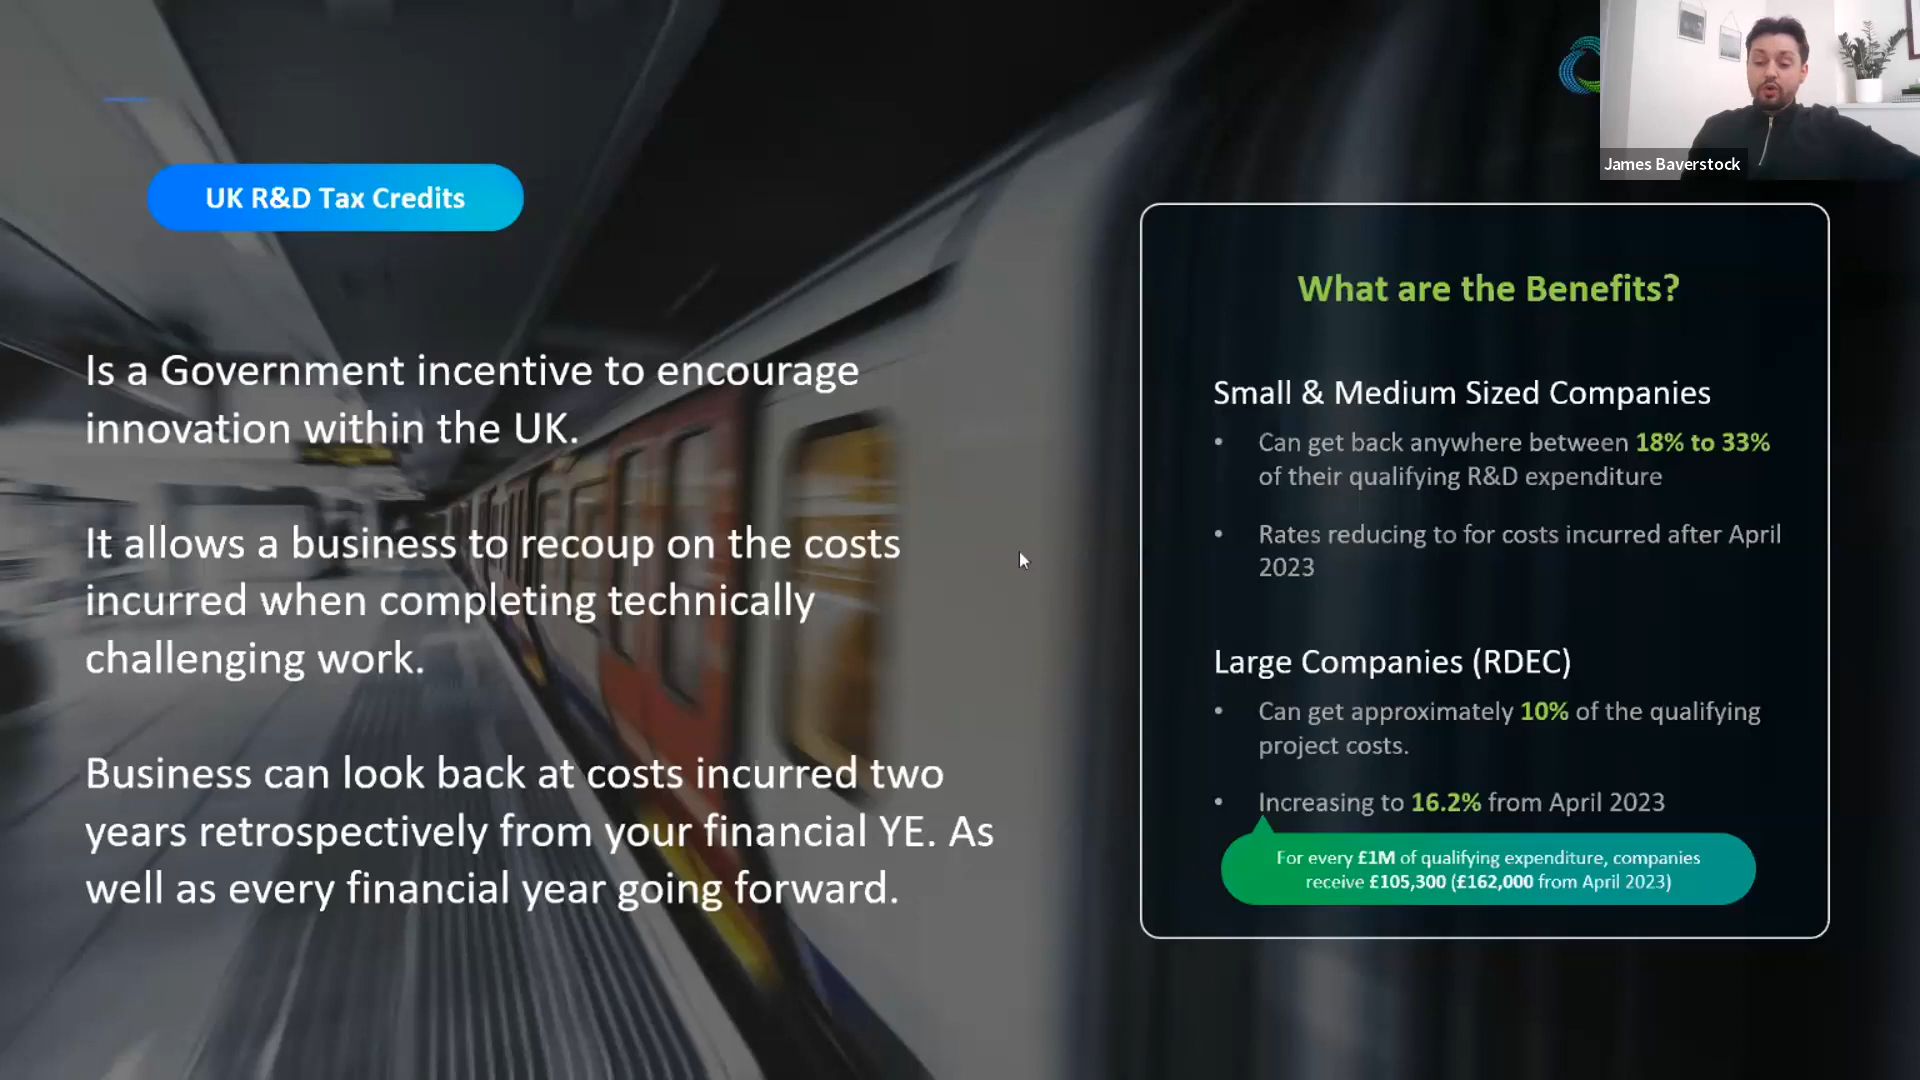 James Baverstock
UK R&D Tax Credits
Is a Government incentive to encourage
innovation within the UK.
It allows a business to recoup on the costs
incurred when completing technically
challenging work.
Business can look back at costs incurred two
years retrospectively from your financial YE. As
well as every financial year going forward.
What are the Benefits?
Small & Medium Sized Companies
• Can get back anywhere between 18% to 33%
of their qualifying R&D expenditure
• Rates reducing to for costs incurred after April
2023
Large Companies (RDEC)
• Can get approximately 10% of the qualifying
project costs.
• Increasing to 16.2% from April 2023
For every £1M of qualifying expenditure, companies
receive £105,300 (£162,000 from April 2023)